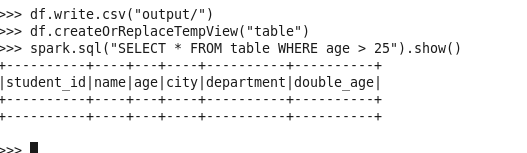 >>> df.write.csv("output/")
>>> df.createOrReplaceTempView("table")
>>> spark.sql("SELECT * FROM table WHERE age > 25").show()
+----------+----+---+----+----------+----------+
|student_id|name|age|city|department|double_age|
+----------+----+---+----+----------+----------+
+----------+----+---+----+----------+----------+
>>>